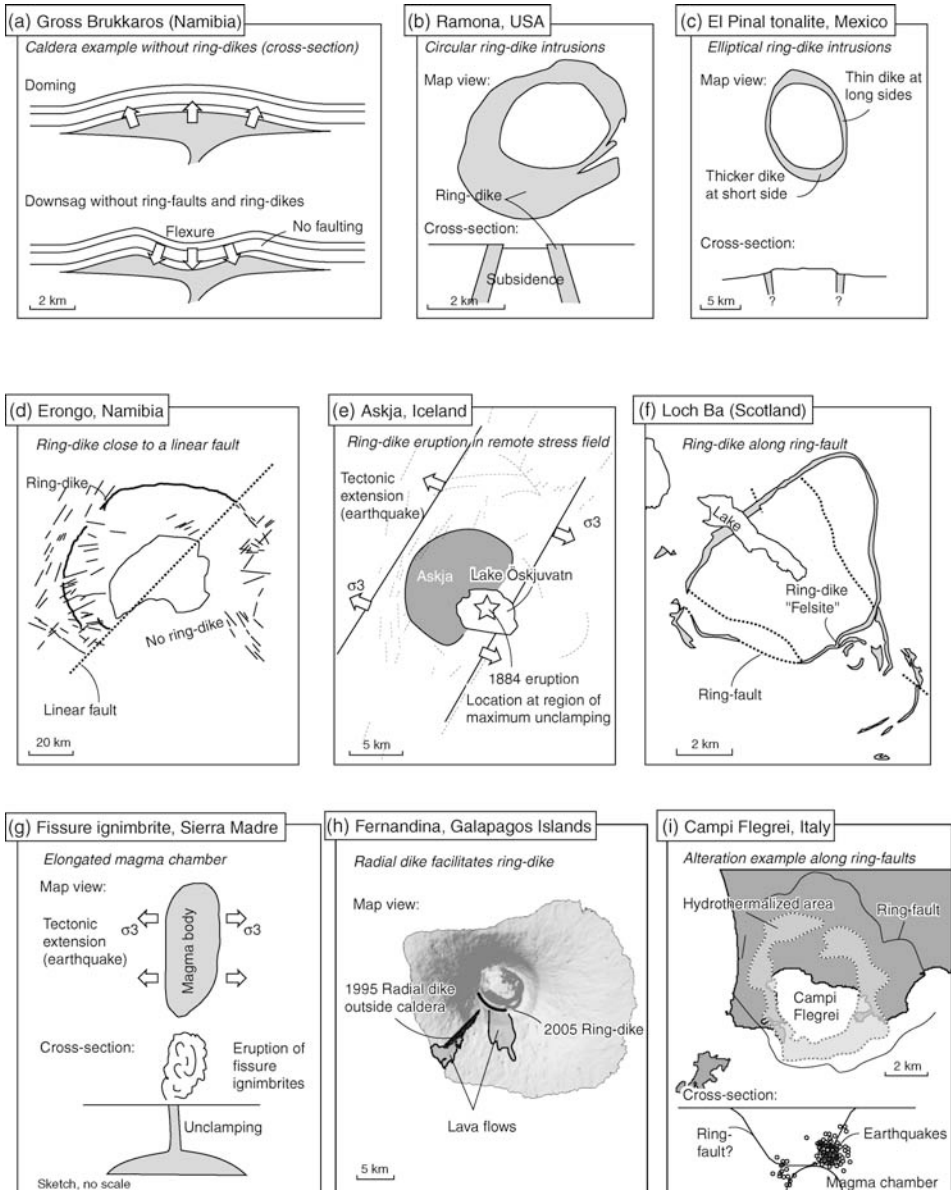 (a) Gross Brukkaros (Namibia)
Caldera example without ring-dikes (cross-section)
Doming
Downsag without ring-faults and ring-dikes
Flexure
No faulting
2 km
(b) Ramona, USA
Circular ring-dike intrusions
Map view:
Ring- dike
Cross-section:
Subsidence
2 km
(c) El Pinal tonalite, Mexico
Elliptical ring-dike intrusions
Map view:
Thin dike at
long sides
Thicker dike
at short side
Cross-section:
? ?
5 km
(d) Erongo, Namibia
Ring-dike close to a linear fault
Ring-dike
No ring-dike
Linear fault
20 km
(e) Askja, Iceland
Ring-dike eruption in remote stress field
Tectonic
extension
(earthquake)
σ3
Askja
Lake Öskjuvatn
σ3
1884 eruption
Location at region of
maximum unclamping
5 km
(f) Loch Ba (Scotland)
Ring-dike along ring-fault
Lake
Ring-dike
"Felsite"
Ring-fault
2 km
(g) Fissure ignimbrite, Sierra Madre
Elongated magma chamber
Map view:
Tectonic
extension
(earthquake)
σ3
Magma body
σ3
Cross-section:
Eruption of
fissure
ignimbrites
Unclamping
Sketch, no scale
(h) Fernandina, Galapagos Islands
Radial dike facilitates ring-dike
Map view:
1995 Radial dike
outside caldera
2005 Ring-dike
Lava flows
5 km
(i) Campi Flegrei, Italy
Alteration example along ring-faults
Hydrothermalized area
Ring-fault
Campi
Flegrei
2 km
Cross-section:
Ring-
fault?
Earthquakes
Magma chamber